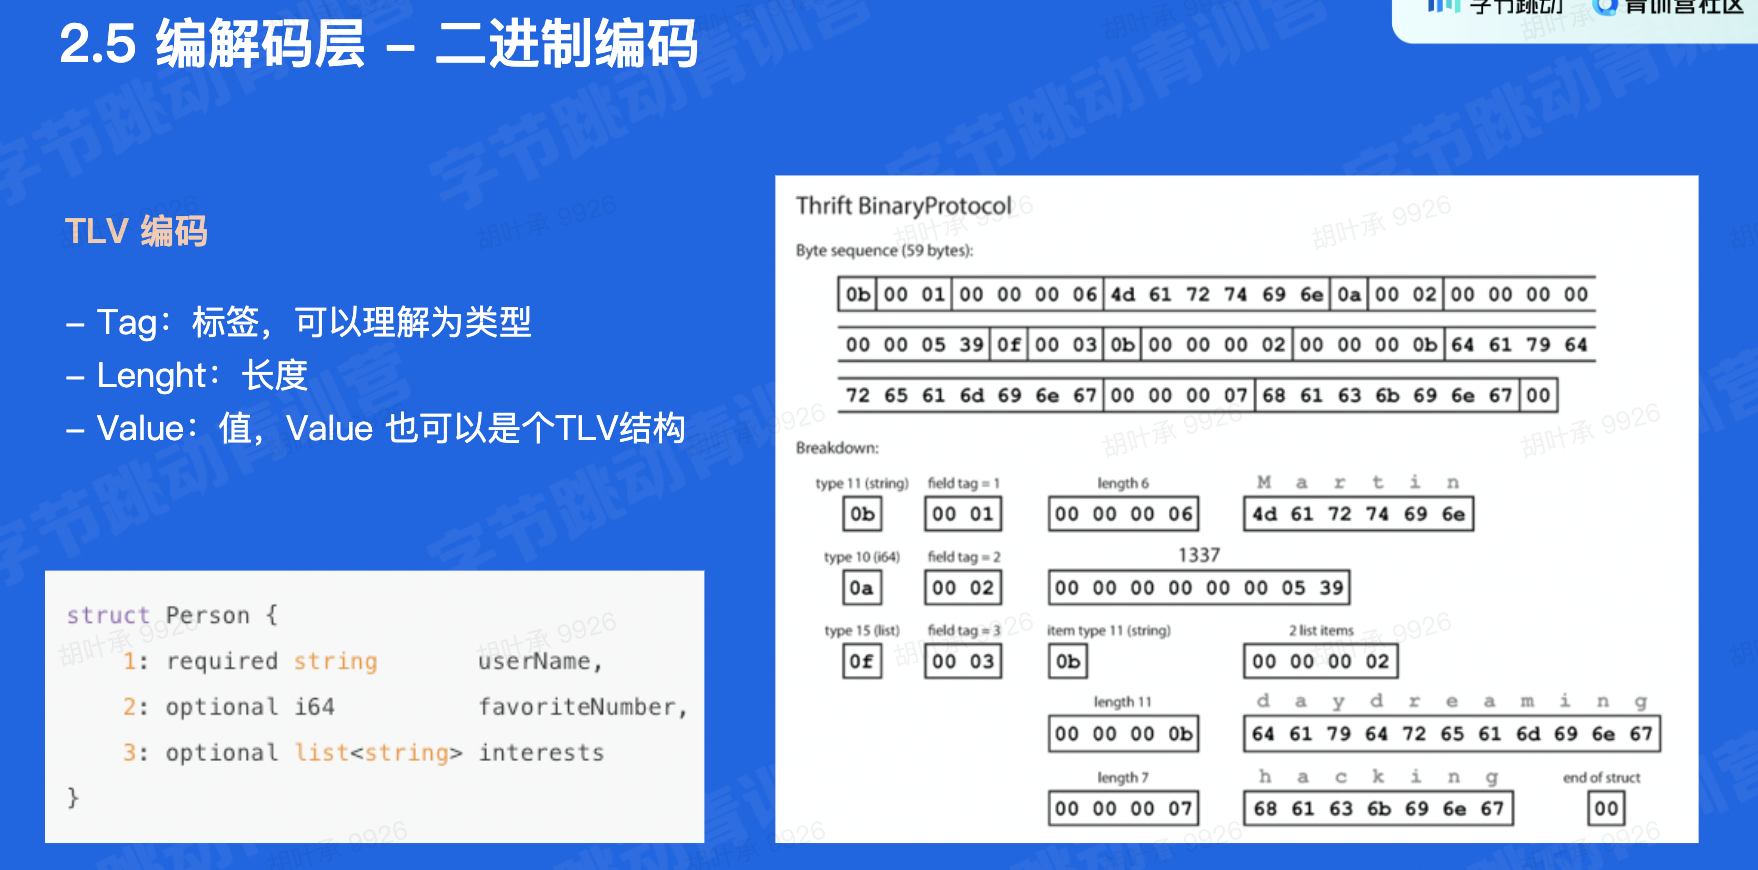 字节跳动 青训营社区
2.5 编解码层 – 二进制编码
TLV 编码
– Tag：标签，可以理解为类型
– Lenght：长度
– Value：值，Value 也可以是个TLV结构
struct Person {
1: required string userName,
2: optional i64 favoriteNumber,
3: optional list<string> interests
}
Thrift BinaryProtocol
Byte sequence (59 bytes):
0b 00 01 00 00 00 06 4d 61 72 74 69 6e 0a 00 02 00 00 00 00
00 00 05 39 0f 00 03 0b 00 00 00 02 00 00 00 0b 64 61 79 64
72 65 61 6d 69 6e 67 00 00 00 07 68 61 63 6b 69 6e 67 00
Breakdown:
type 11 (string) field tag = 1 length 6 M a r t i n
0b 00 01 00 00 00 06 4d 61 72 74 69 6e
type 10 (i64) field tag = 2 1337
0a 00 02 00 00 00 00 00 00 05 39
type 15 (list) field tag = 3 item type 11 (string) 2 list items
0f 00 03 0b 00 00 00 02
length 11 d a y d r e a m i n g
00 00 00 0b 64 61 79 64 72 65 61 6d 69 6e 67
length 7 h a c k i n g end of struct
00 00 00 07 68 61 63 6b 69 6e 67 00
字节跳动青训营
胡叶承 9926